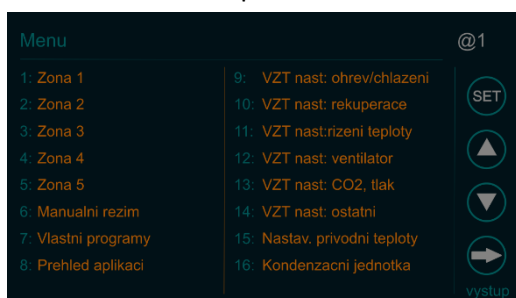 Menu
@1
1: Zona 1
2: Zona 2
3: Zona 3
4: Zona 4
5: Zona 5
6: Manualni rezim
7: Vlastni programy
8: Prehled aplikaci
9: VZT nast: ohrev/chlazeni
10: VZT nast: rekuperace
11: VZT nast:rizeni teploty
12: VZT nast: ventilator
13: VZT nast: CO2, tlak
14: VZT nast: ostatni
15: Nastav. privodni teploty
16: Kondenzacni jednotka
SET
vystup